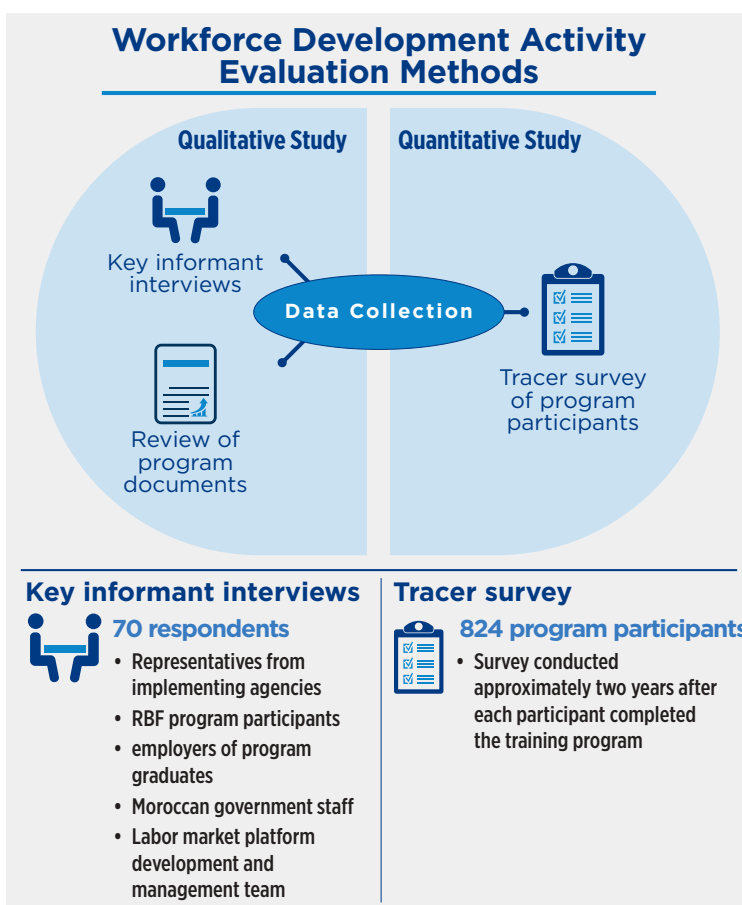 Workforce Development Activity
Evaluation Methods
Qualitative Study
Quantitative Study
Key informant
interviews
Data Collection
Review of
program
documents
Tracer survey
of program
participants
Key informant interviews
70 respondents
• Representatives from
implementing agencies
• RBF program participants
• employers of program
graduates
• Moroccan government staff
• Labor market platform
development and
management team
Tracer survey
824 program participants
• Survey conducted
approximately two years after
each participant completed
the training program